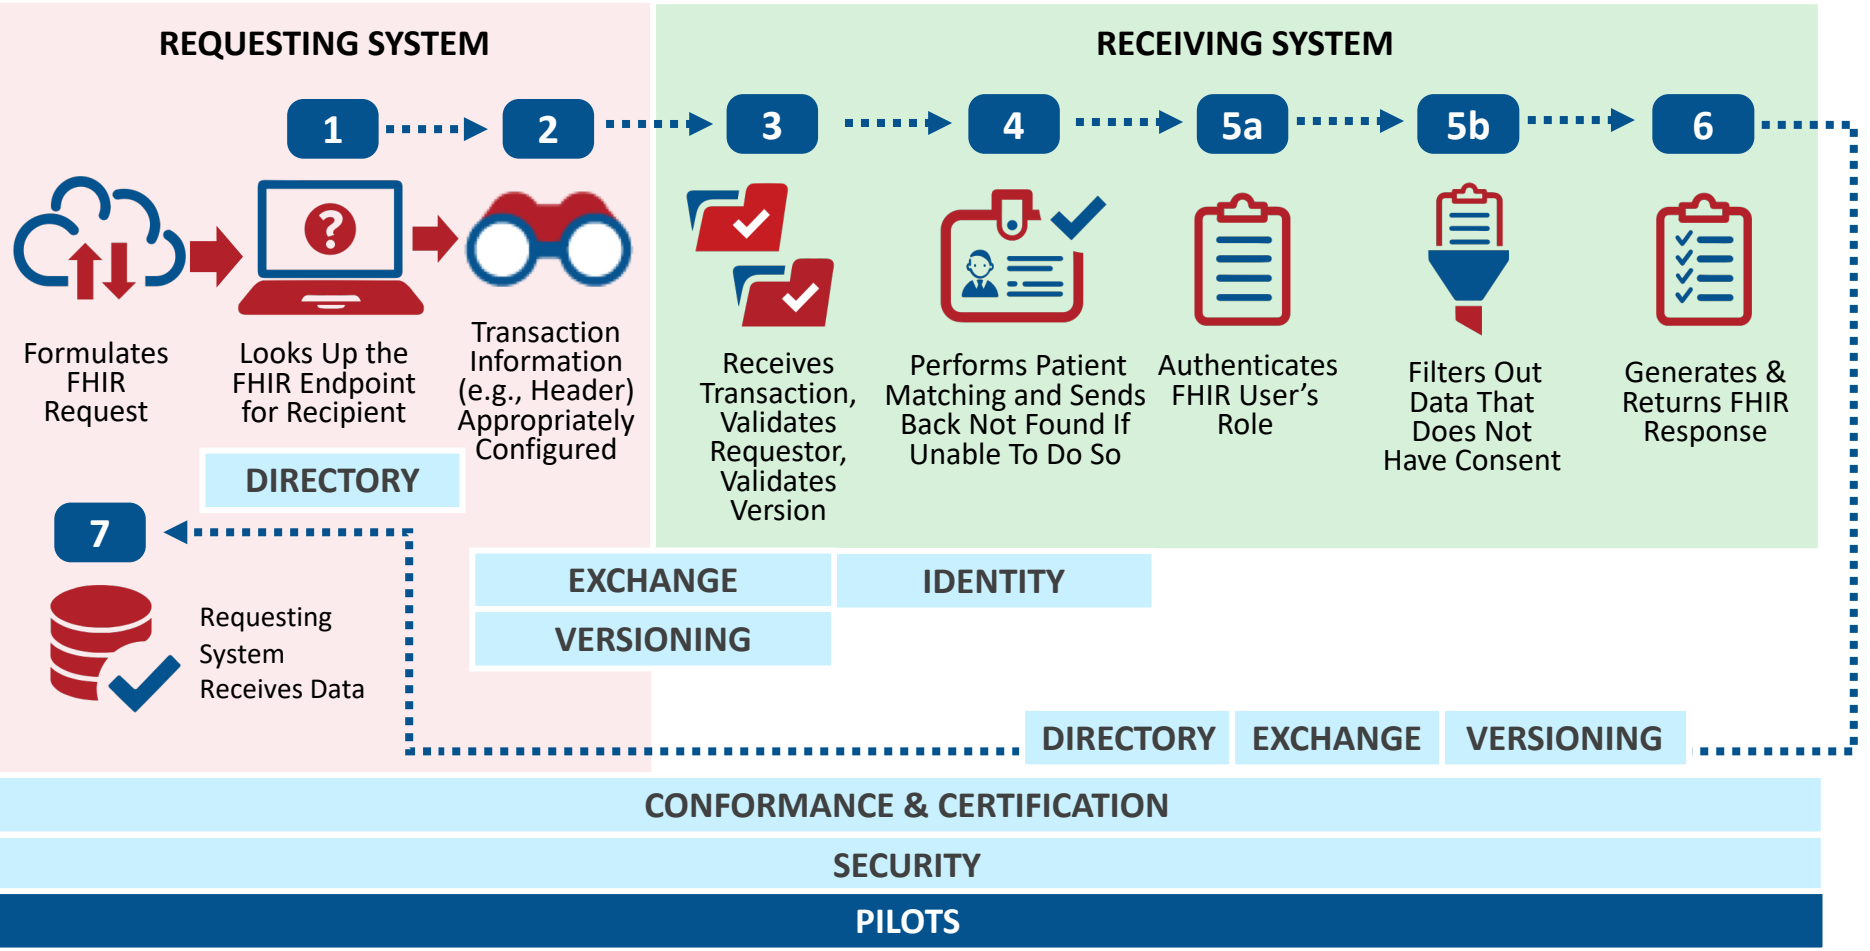 REQUESTING SYSTEM
RECEIVING SYSTEM
1
2
3
4
5a
5b
6
?
Formulates
FHIR
Request
Looks Up the
FHIR Endpoint
for Recipient
Transaction
Information
(e.g., Header)
Appropriately
Configured
Receives
Transaction,
Validates
Requestor,
Validates
Version
Performs Patient
Matching and Sends
Back Not Found If
Unable To Do So
Authenticates
FHIR User’s
Role
Filters Out
Data That
Does Not
Have Consent
Generates &
Returns FHIR
Response
DIRECTORY
7
Requesting
System
Receives Data
EXCHANGE
IDENTITY
VERSIONING
DIRECTORY
EXCHANGE
VERSIONING
CONFORMANCE & CERTIFICATION
SECURITY
PILOTS